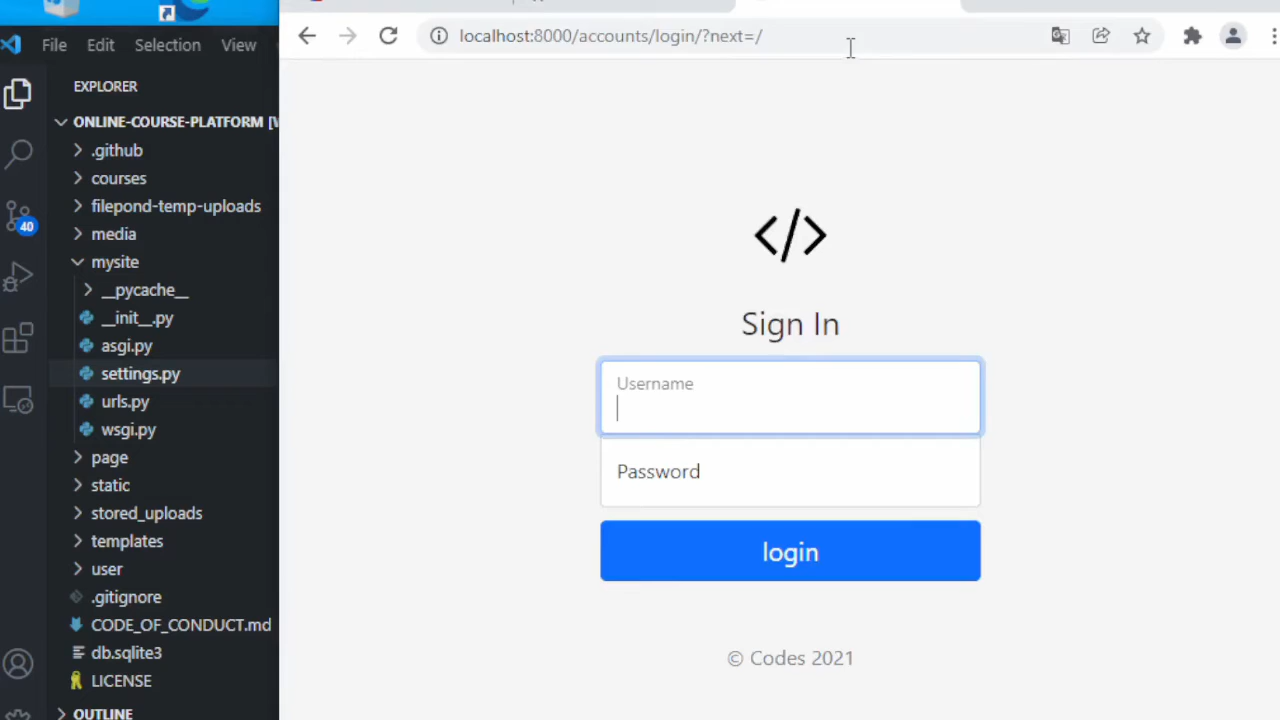 File Edit Selection View
localhost:8000/accounts/login/?next=/
EXPLORER
ONLINE-COURSE-PLATFORM
.github
courses
filepond-temp-uploads
media
mysite
__pycache__
__init__.py
asgi.py
settings.py
urls.py
wsgi.py
page
static
stored_uploads
templates
user
.gitignore
CODE_OF_CONDUCT.md
db.sqlite3
LICENSE
OUTLINE
40
</>
Sign In
Username
Password
login
© Codes 2021